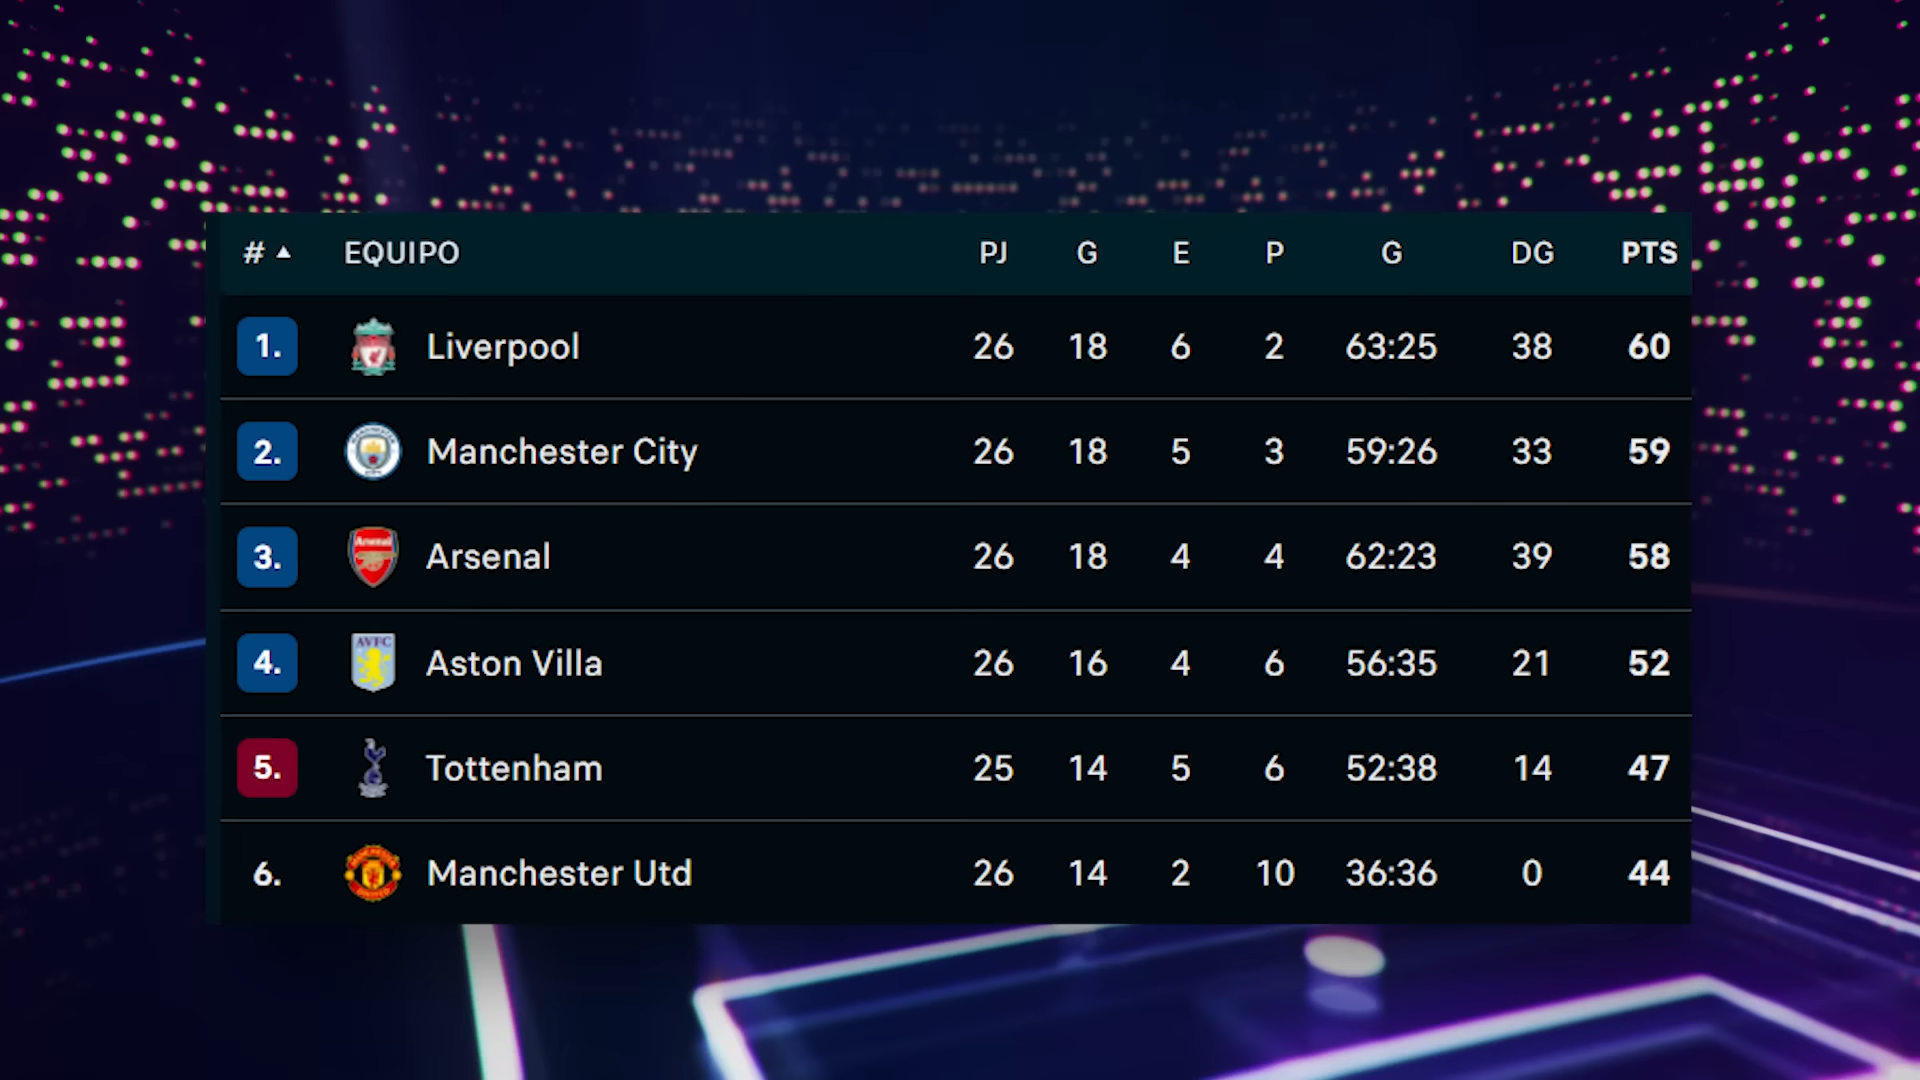 # ▲ EQUIPO PJ G E P G DG PTS
1. Liverpool 26 18 6 2 63:25 38 60
2. Manchester City 26 18 5 3 59:26 33 59
Arsenal
3. Arsenal 26 18 4 4 62:23 39 58
AVFC
4. Aston Villa 26 16 4 6 56:35 21 52
5. Tottenham 25 14 5 6 52:38 14 47
6. Manchester Utd 26 14 2 10 36:36 0 44